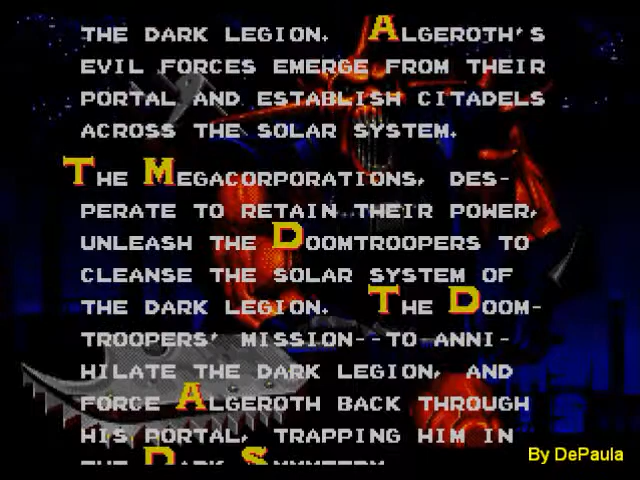 THE DARK LEGION. ALGEROTH'S
EVIL FORCES EMERGE FROM THEIR
PORTAL AND ESTABLISH CITADELS
ACROSS THE SOLAR SYSTEM.
THE MEGACORPORATIONS, DES-
PERATE TO RETAIN THEIR POWER,
UNLEASH THE DOOMTROOPERS TO
CLEANSE THE SOLAR SYSTEM OF
THE DARK LEGION. THE DOOM-
TROOPERS' MISSION--TO ANNI-
HILATE THE DARK LEGION, AND
FORCE ALGEROTH BACK THROUGH
HIS PORTAL, TRAPPING HIM IN
THE DARK
By DePaula